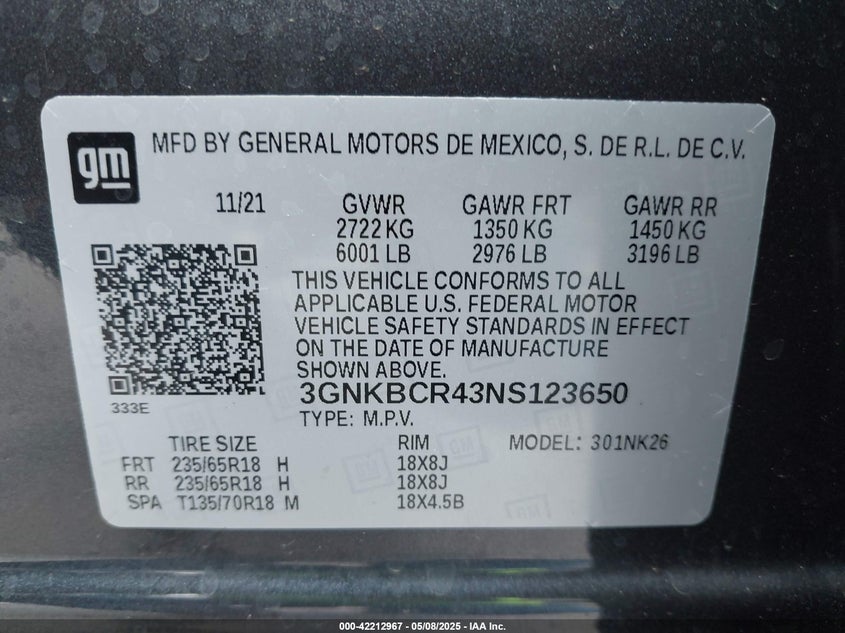 gm
MFD BY GENERAL MOTORS DE MEXICO, S. DE R.L. DE C.V.
11/21 GVWR GAWR FRT GAWR RR
2722 KG 1350 KG 1450 KG
6001 LB 2976 LB 3196 LB
THIS VEHICLE CONFORMS TO ALL
APPLICABLE U.S. FEDERAL MOTOR
VEHICLE SAFETY STANDARDS IN EFFECT
ON THE DATE OF MANUFACTURE
SHOWN ABOVE.
3GNKBCR43NS123650
333E
TYPE: M.P.V.
TIRE SIZE RIM MODEL: 301NK26
FRT 235/65R18 H 18X8J
RR 235/65R18 H 18X8J
SPA T135/70R18 M 18X4.5B
000-42212967 - 05/08/2025 - IAA Inc.